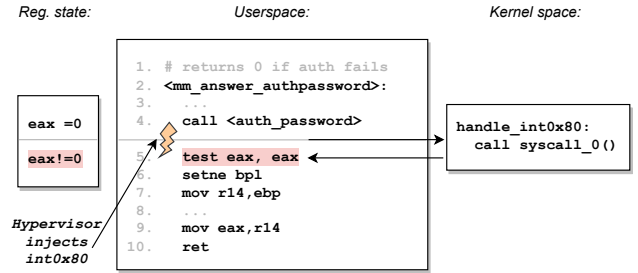 Reg. state:
Userspace:
Kernel space:
1. # returns 0 if auth fails
2. <mm_answer_authpassword>:
3. ...
4. call <auth_password>
5. test eax, eax
6. setne bpl
7. mov r14,ebp
8. ...
9. mov eax,r14
10. ret
eax =0
eax!=0
Hypervisor
injects
int0x80
handle_int0x80:
call syscall_0()